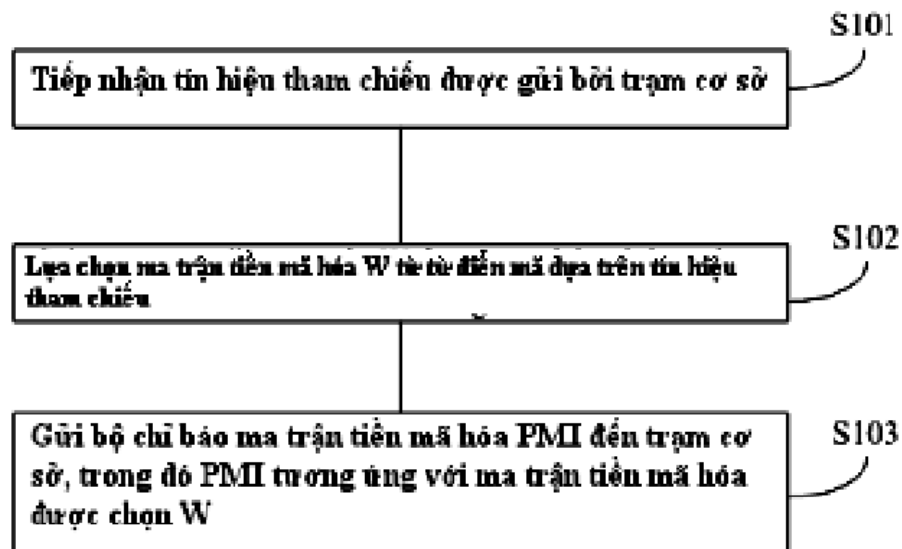 S101
Tiếp nhận tín hiệu tham chiếu được gửi bởi trạm cơ sở
S102
Lựa chọn ma trận tiền mã hóa W từ từ điển mã dựa trên tín hiệu
tham chiếu
S103
Gửi bộ chỉ báo ma trận tiền mã hóa PMI đến trạm cơ
sở, trong đó PMI tương ứng với ma trận tiền mã hóa
được chọn W